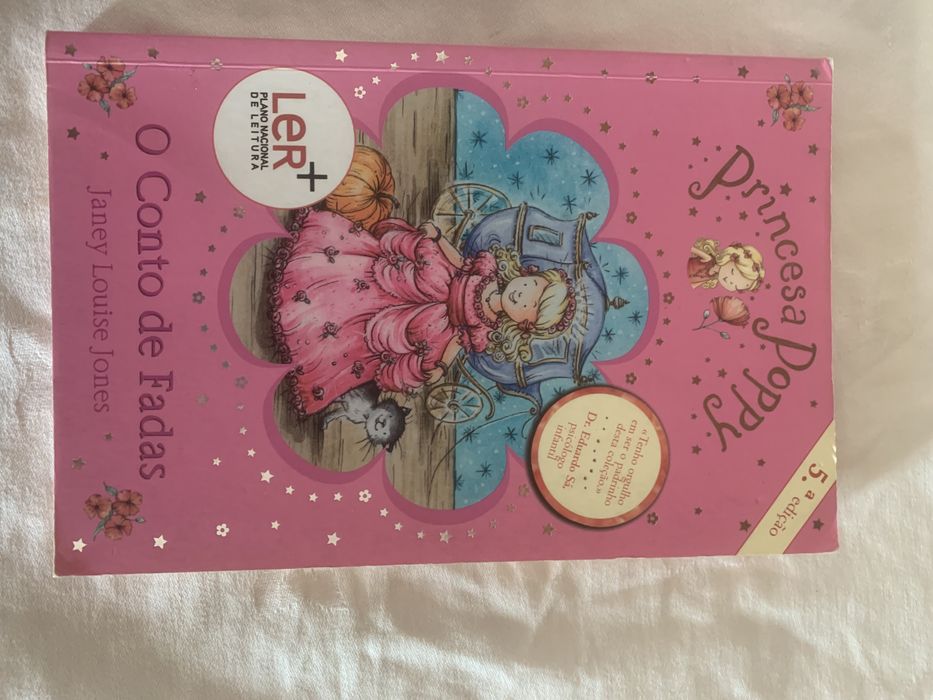 Princesa Poppy
5.ª edição
«Tenho orgulho
em ser o padrinho
desta coleção.»
Dr. Eduardo Sá,
psicólogo
infantil
LeR+
PLANO NACIONAL
DE LEITURA
O Conto de Fadas
Janey Louise Jones